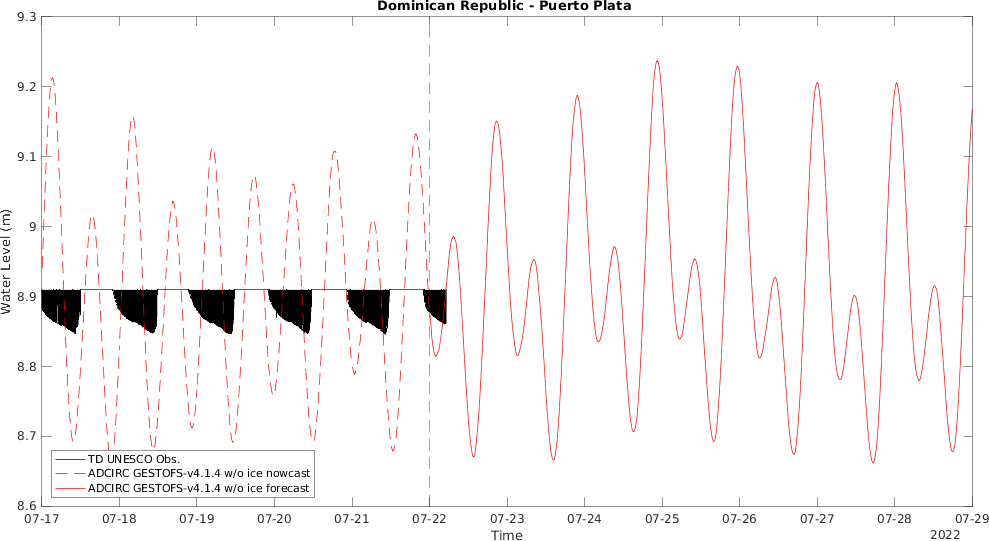 Dominican Republic - Puerto Plata
9.3
9.2
9.1
9
8.9
8.8
8.7
8.6
Water Level (m)
TD UNESCO Obs.
ADCIRC GESTOFS-v4.1.4 w/o ice nowcast
ADCIRC GESTOFS-v4.1.4 w/o ice forecast
07-17 07-18 07-19 07-20 07-21 07-22 07-23 07-24 07-25 07-26 07-27 07-28 07-29
Time
2022